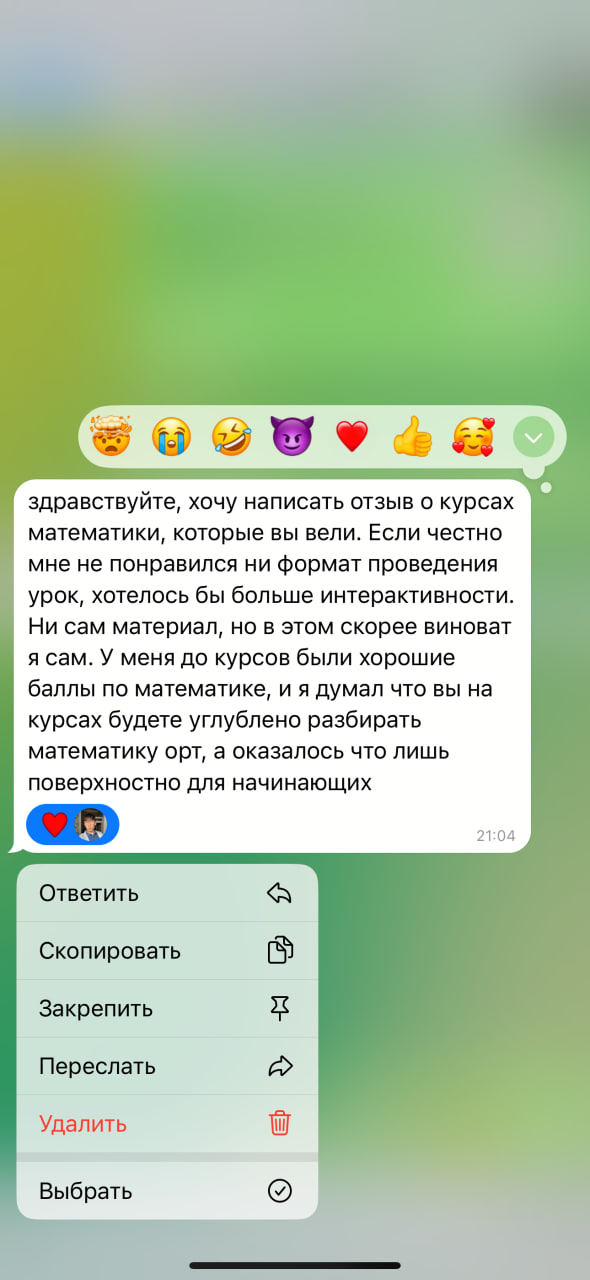 здравствуйте, хочу написать отзыв о курсах
математики, которые вы вели. Если честно
мне не понравился ни формат проведения
урок, хотелось бы больше интерактивности.
Ни сам материал, но в этом скорее виноват
я сам. У меня до курсов были хорошие
баллы по математике, и я думал что вы на
курсах будете углублено разбирать
математику орт, а оказалось что лишь
поверхностно для начинающих
21:04
Ответить
Скопировать
Закрепить
Переслать
Удалить
Выбрать